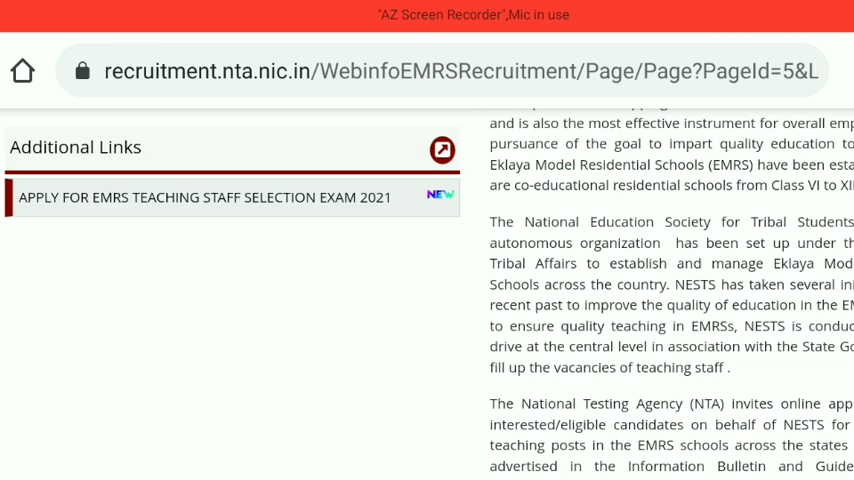 "AZ Screen Recorder",Mic in use
recruitment.nta.nic.in/WebinfoEMRSRecruitment/Page/Page?PageId=5&L
Additional Links
APPLY FOR EMRS TEACHING STAFF SELECTION EXAM 2021 NEW
and is also the most effective instrument for overall emp
pursuance of the goal to impart quality education to
Eklaya Model Residential Schools (EMRS) have been esta
are co-educational residential schools from Class VI to XI
The National Education Society for Tribal Students
autonomous organization has been set up under th
Tribal Affairs to establish and manage Eklaya Mod
Schools across the country. NESTS has taken several ini
recent past to improve the quality of education in the EM
to ensure quality teaching in EMRSs, NESTS is conduc
drive at the central level in association with the State Go
fill up the vacancies of teaching staff .
The National Testing Agency (NTA) invites online app
interested/eligible candidates on behalf of NESTS for
teaching posts in the EMRS schools across the states
advertised in the Information Bulletin and Guide